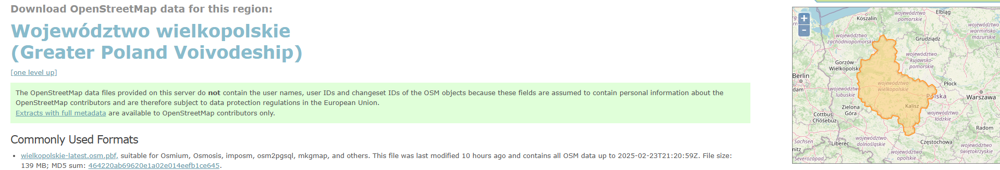 Download OpenStreetMap data for this region:
Województwo wielkopolskie
(Greater Poland Voivodeship)
[one level up]
The OpenStreetMap data files provided on this server do not contain the user names, user IDs and changeset IDs of the OSM objects because these fields are assumed to contain personal information about the
OpenStreetMap contributors and are therefore subject to data protection regulations in the European Union.
Extracts with full metadata are available to OpenStreetMap contributors only.
Commonly Used Formats
• wielkopolskie-latest.osm.pbf, suitable for Osmium, Osmosis, imposm, osm2pgsql, mkgmap, and others. This file was last modified 10 hours ago and contains all OSM data up to 2025-02-23T21:20:59Z. File size:
139 MB; MD5 sum: 464220ab69620e1a02e014eefb1ce645.
+
-
Koszalin
województwo
pomorskie
Elbląg
województwo
warmińsko-
mazurskie
województwo
zachodniopomorskie
Grudziądz
województwo
kujawsko-
pomorskie
Gorzów
Wielkopolski
Berlin
dam
województwo
lubuskie
województwo
wielkopolskie
Płock
Polska
Warszawa
Zielona
Góra
Kalisz
Cottbus
- Chóśebuz
województwo
łódzkie
Radom
Sachsen
nitz
Liberec
województwo
dolnośląskie
Częstochowa
województwo
opolskie
województwo
świętokrzyskie
Severozápad